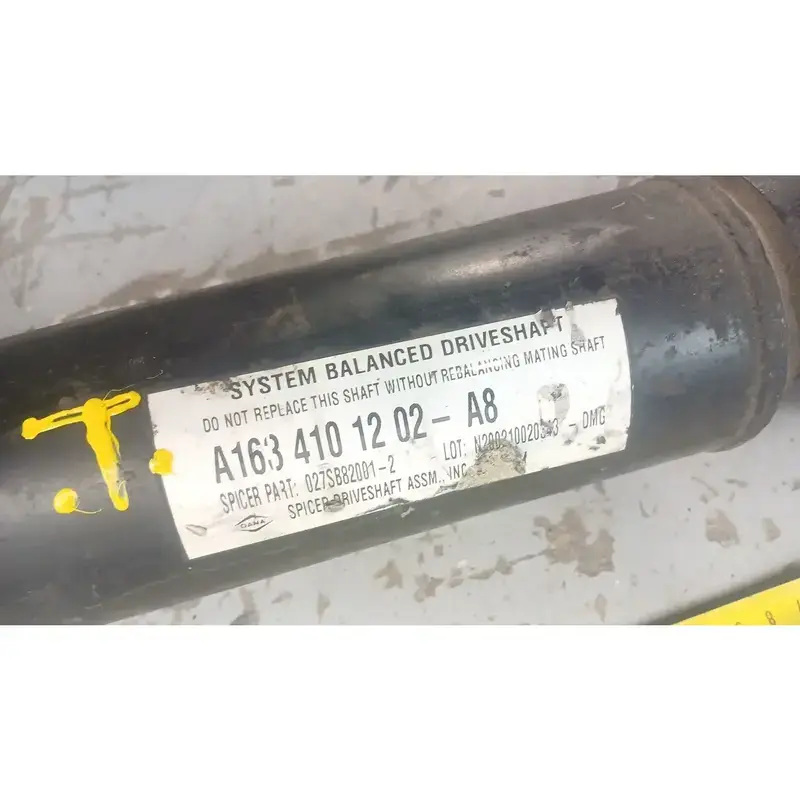 SYSTEM BALANCED DRIVESHAFT
DO NOT REPLACE THIS SHAFT WITHOUT REBALANCING MATING SHAFT
A163 410 12 02 - A8
SPICER PART: 027SB82001-2 LOT: - DMG
SPICER DRIVESHAFT ASSM., INC
DANA
.T.
8